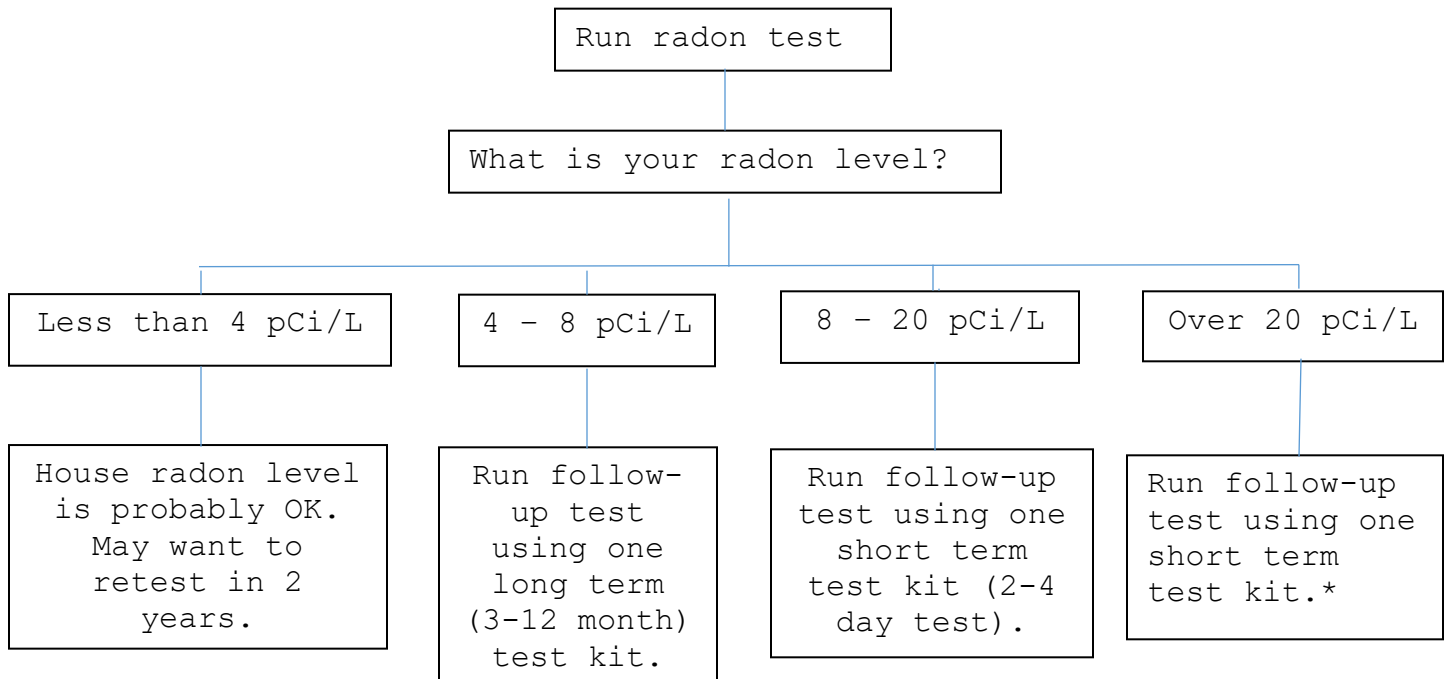 Run radon test
What is your radon level?
Less than 4 pCi/L
4 – 8 pCi/L
8 – 20 pCi/L
Over 20 pCi/L
House radon level
is probably OK.
May want to
retest in 2
years.
Run follow-
up test
using one
long term
(3-12 month)
test kit.
Run follow-up
test using one
short term
test kit (2-4
day test).
Run follow-up
test using one
short term
test kit.*